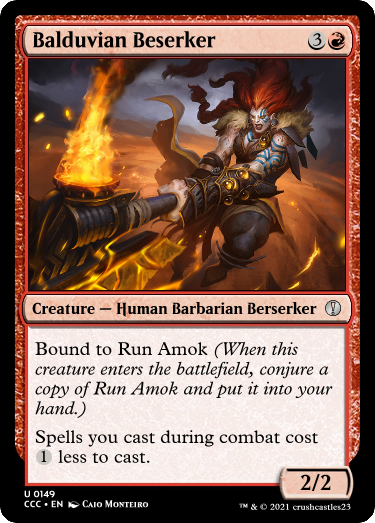 Balduvian Beserker 3
Creature — Human Barbarian Berserker
Bound to Run Amok (When this
creature enters the battlefield, conjure a
copy of Run Amok and put it into your
hand.)
Spells you cast during combat cost
1 less to cast.
2/2
U 0149
CCC • EN Caio Monteiro
™ & © 2021 crushcastles23